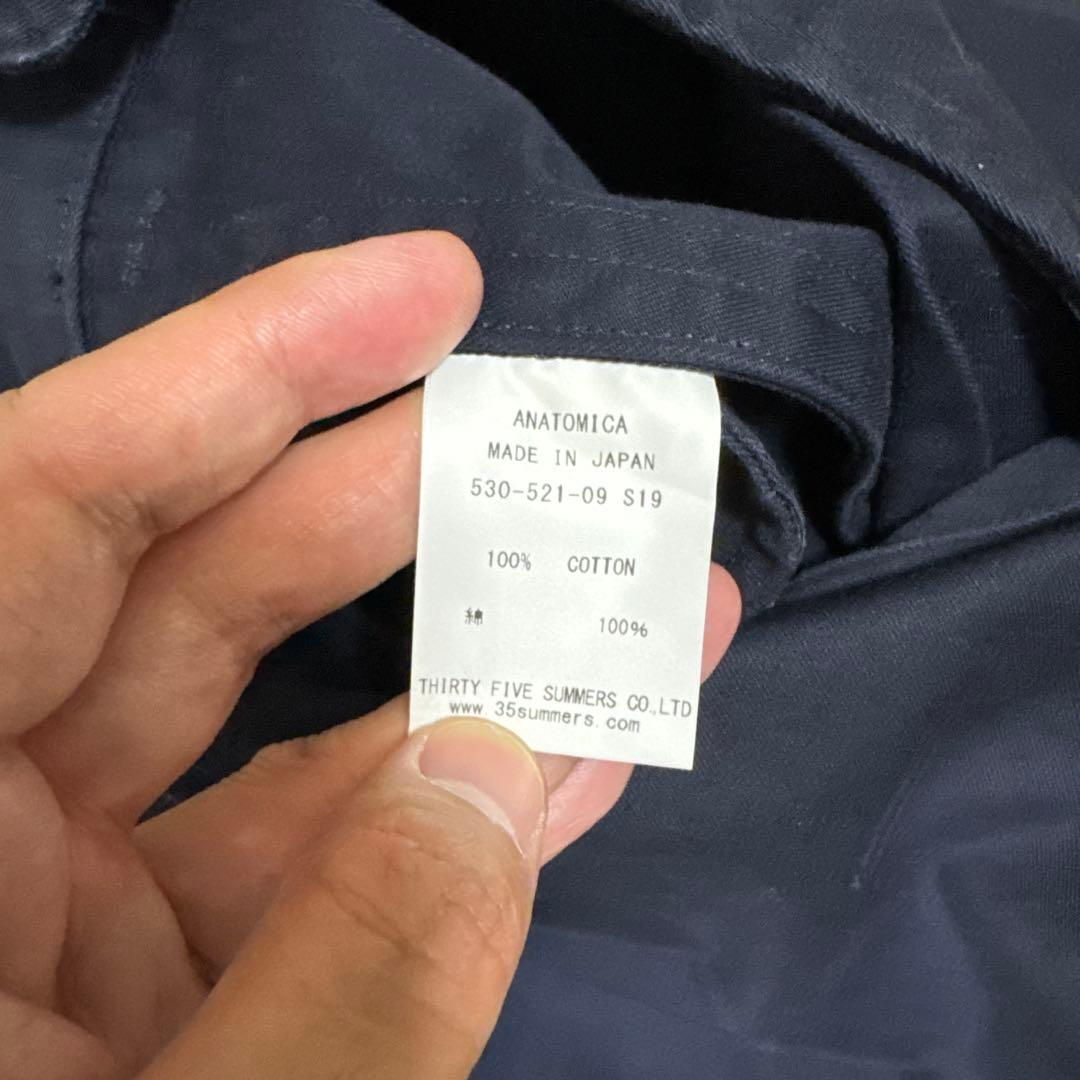 ANATOMICA
MADE IN JAPAN
530-521-09 S19
100% COTTON
綿 100%
THIRTY FIVE SUMMERS CO.,LTD
www.35summers.com